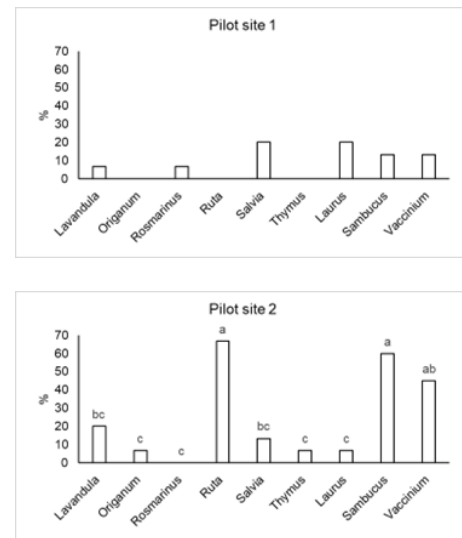 Pilot site 1
70
60
50
40
30
20
10
0
%
Lavandula
Origanum
Rosmarinus
Ruta
Salvia
Thymus
Laurus
Sambucus
Vaccinium
Pilot site 2
70
60
50
40
30
20
10
0
%
bc
c
c
a
bc
c
c
a
ab
Lavandula
Origanum
Rosmarinus
Ruta
Salvia
Thymus
Laurus
Sambucus
Vaccinium